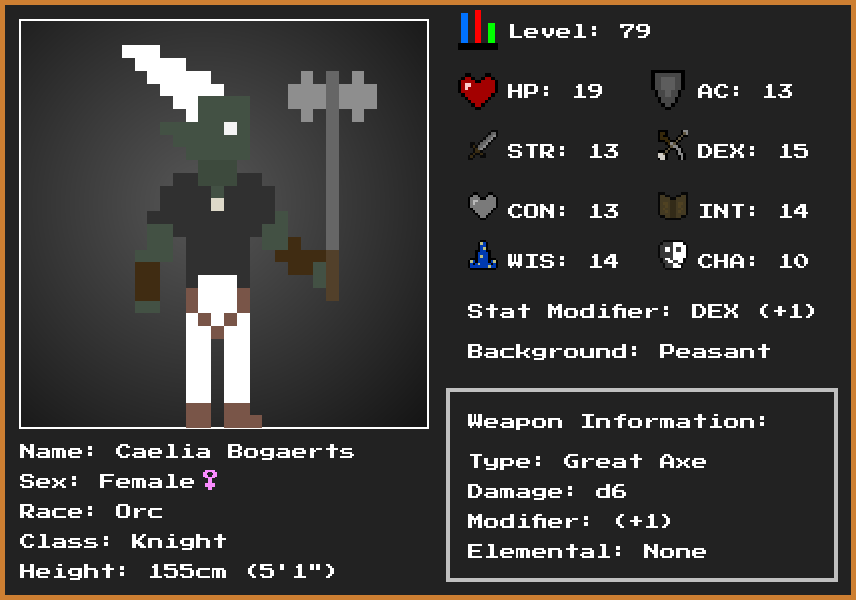 Level: 79
HP: 19 AC: 13
STR: 13 DEX: 15
CON: 13 INT: 14
WIS: 14 CHA: 10
Stat Modifier: DEX (+1)
Background: Peasant
Weapon Information:
Type: Great Axe
Damage: d6
Modifier: (+1)
Elemental: None
Name: Caelia Bogaerts
Sex: Female♀
Race: Orc
Class: Knight
Height: 155cm (5'1")